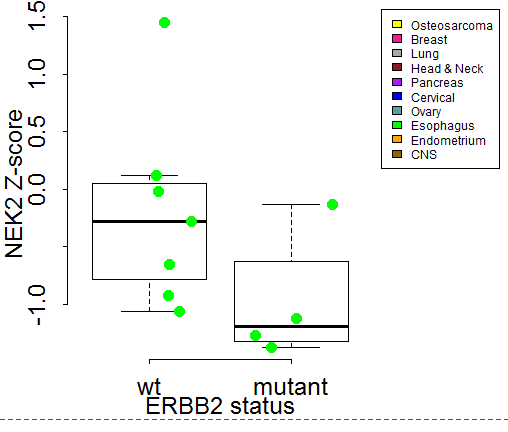 1.5
1.0
0.5
0.0
-1.0
NEK2 Z-score
wt
mutant
ERBB2 status
Osteosarcoma
Breast
Lung
Head & Neck
Pancreas
Cervical
Ovary
Esophagus
Endometrium
CNS